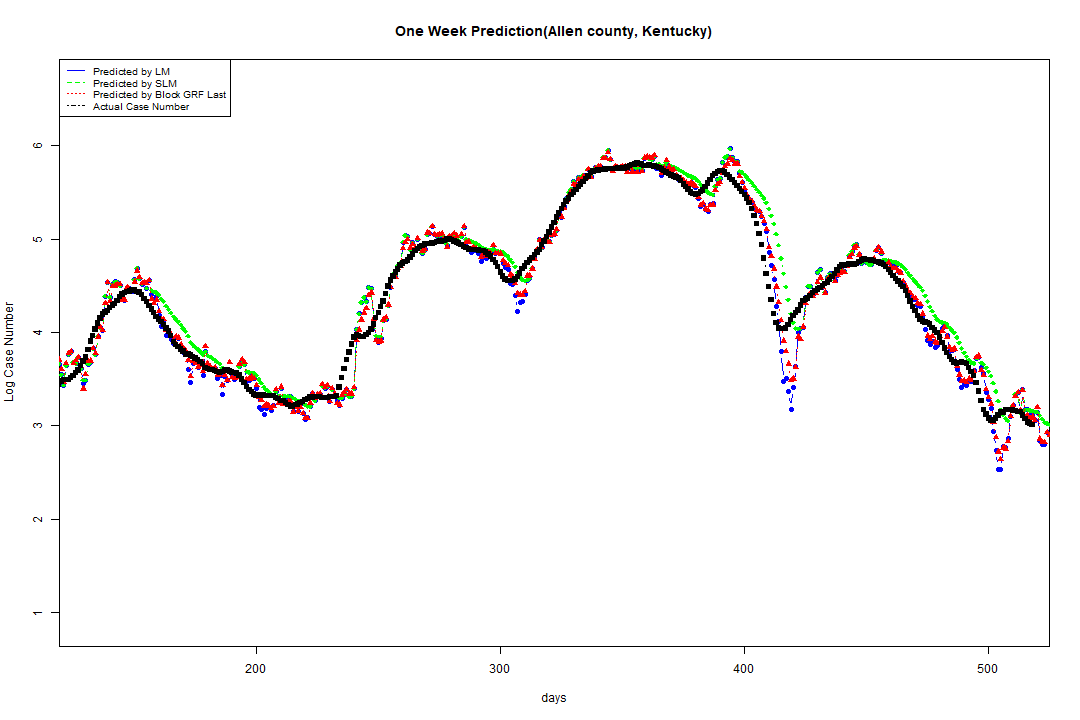 One Week Prediction(Allen county, Kentucky)
Predicted by LM
Predicted by SLM
Predicted by Block GRF Last
Actual Case Number
6
5
4
3
2
1
Log Case Number
200 300 400 500
days